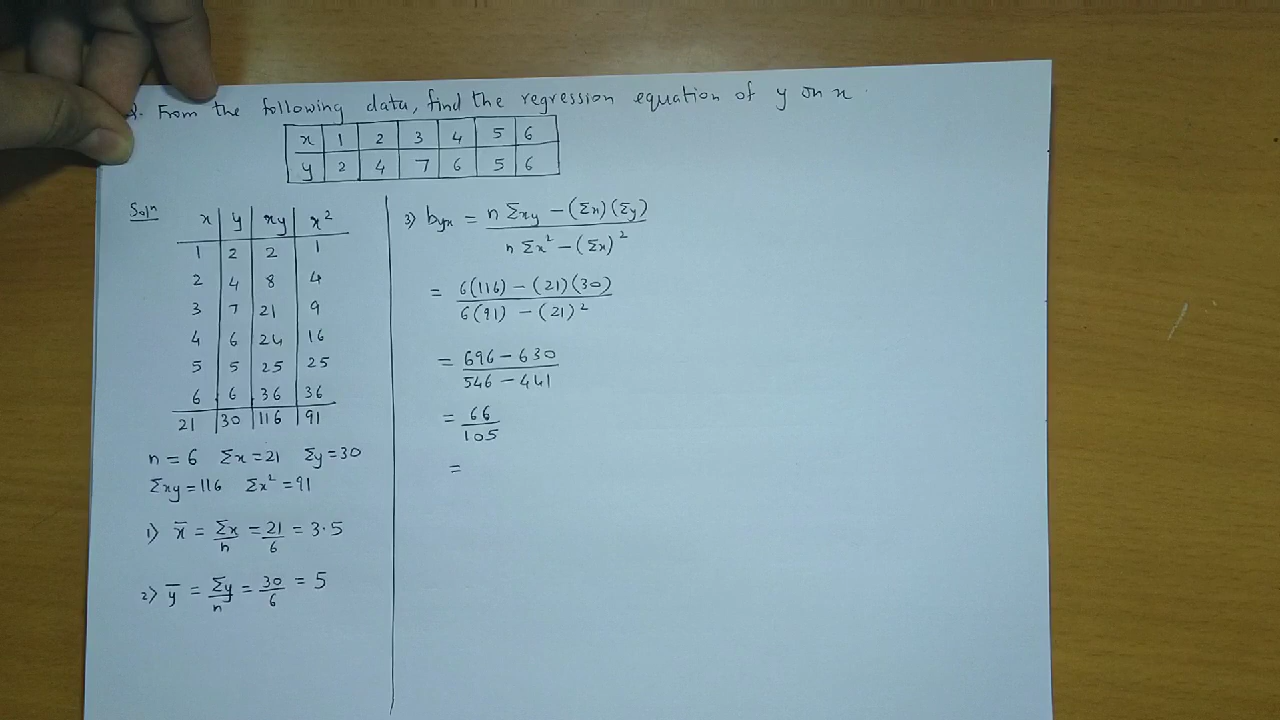 Q. From the following data, find the regression equation of y on x.
x 1 2 3 4 5 6
y 2 4 7 6 5 6
Solⁿ
x y xy x²
1 2 2 1
2 4 8 4
3 7 21 9
4 6 24 16
5 5 25 25
6 6 36 36
21 30 116 91
n = 6 Σx = 21 Σy = 30
Σxy = 116 Σx² = 91
1) x̄ = Σx/n = 21/6 = 3.5
2) ȳ = Σy/n = 30/6 = 5
3) byx = n Σxy − (Σx)(Σy) / n Σx² − (Σx)²
= 6(116) − (21)(30) / 6(91) − (21)²
= 696 − 630 / 546 − 441
= 66 / 105
=